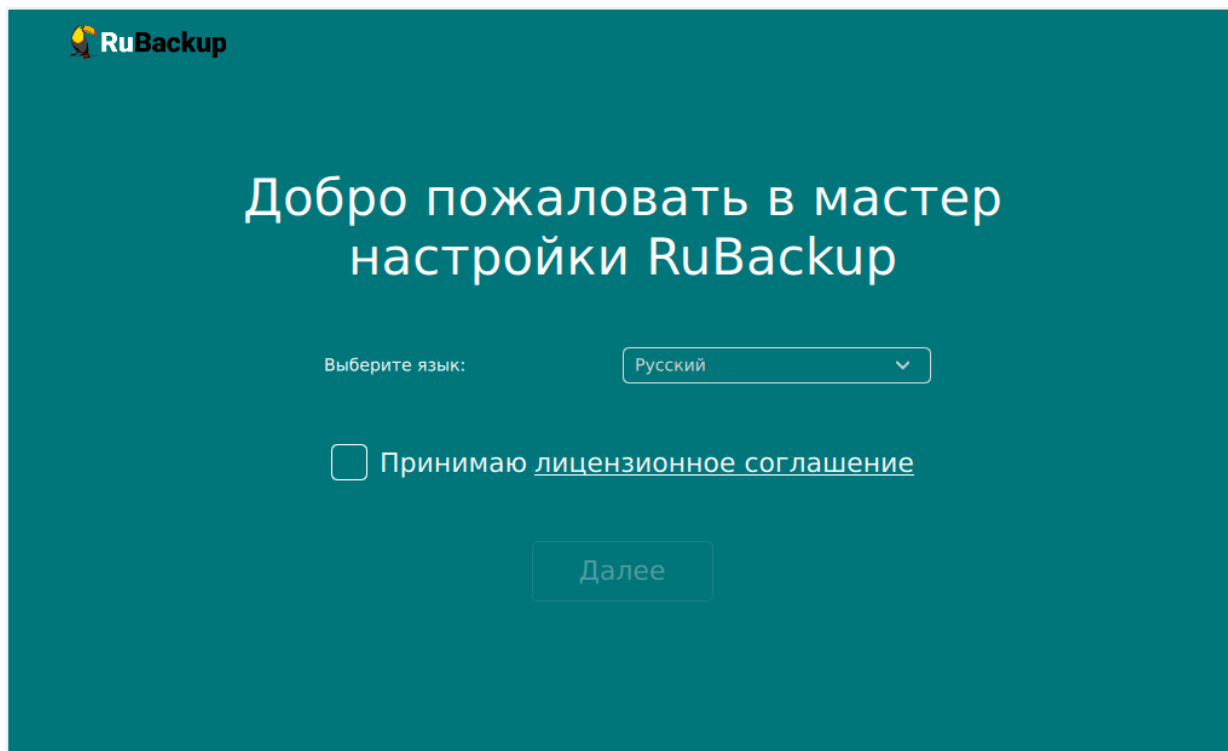 RuBackup
Добро пожаловать в мастер
настройки RuBackup
Выберите язык:
Русский
Принимаю лицензионное соглашение
Далее